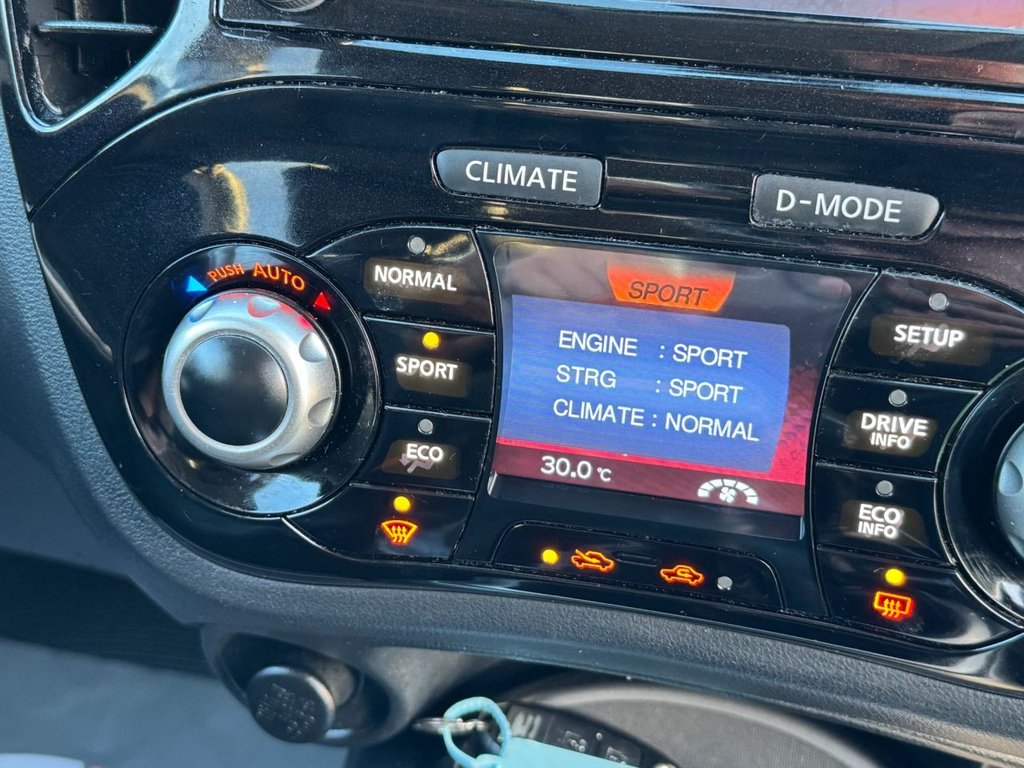 CLIMATE
D-MODE
PUSH AUTO
NORMAL
SPORT
ECO
SPORT
ENGINE : SPORT
STRG : SPORT
CLIMATE : NORMAL
30.0 °C
SETUP
DRIVE
INFO
ECO
INFO